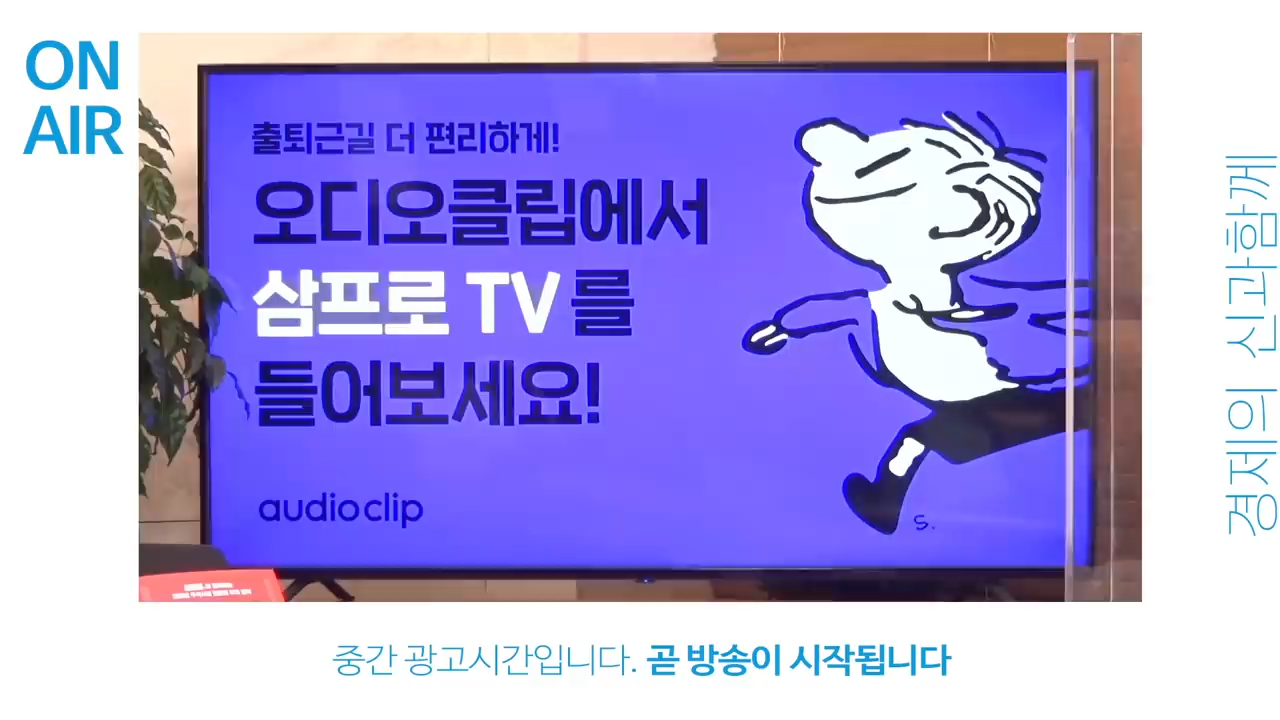 ON
AIR
출퇴근길 더 편리하게!
오디오클립에서
삼프로 TV를
들어보세요!
audioclip
S.
경제의 신과함께
중간 광고시간입니다. 곧 방송이 시작됩니다